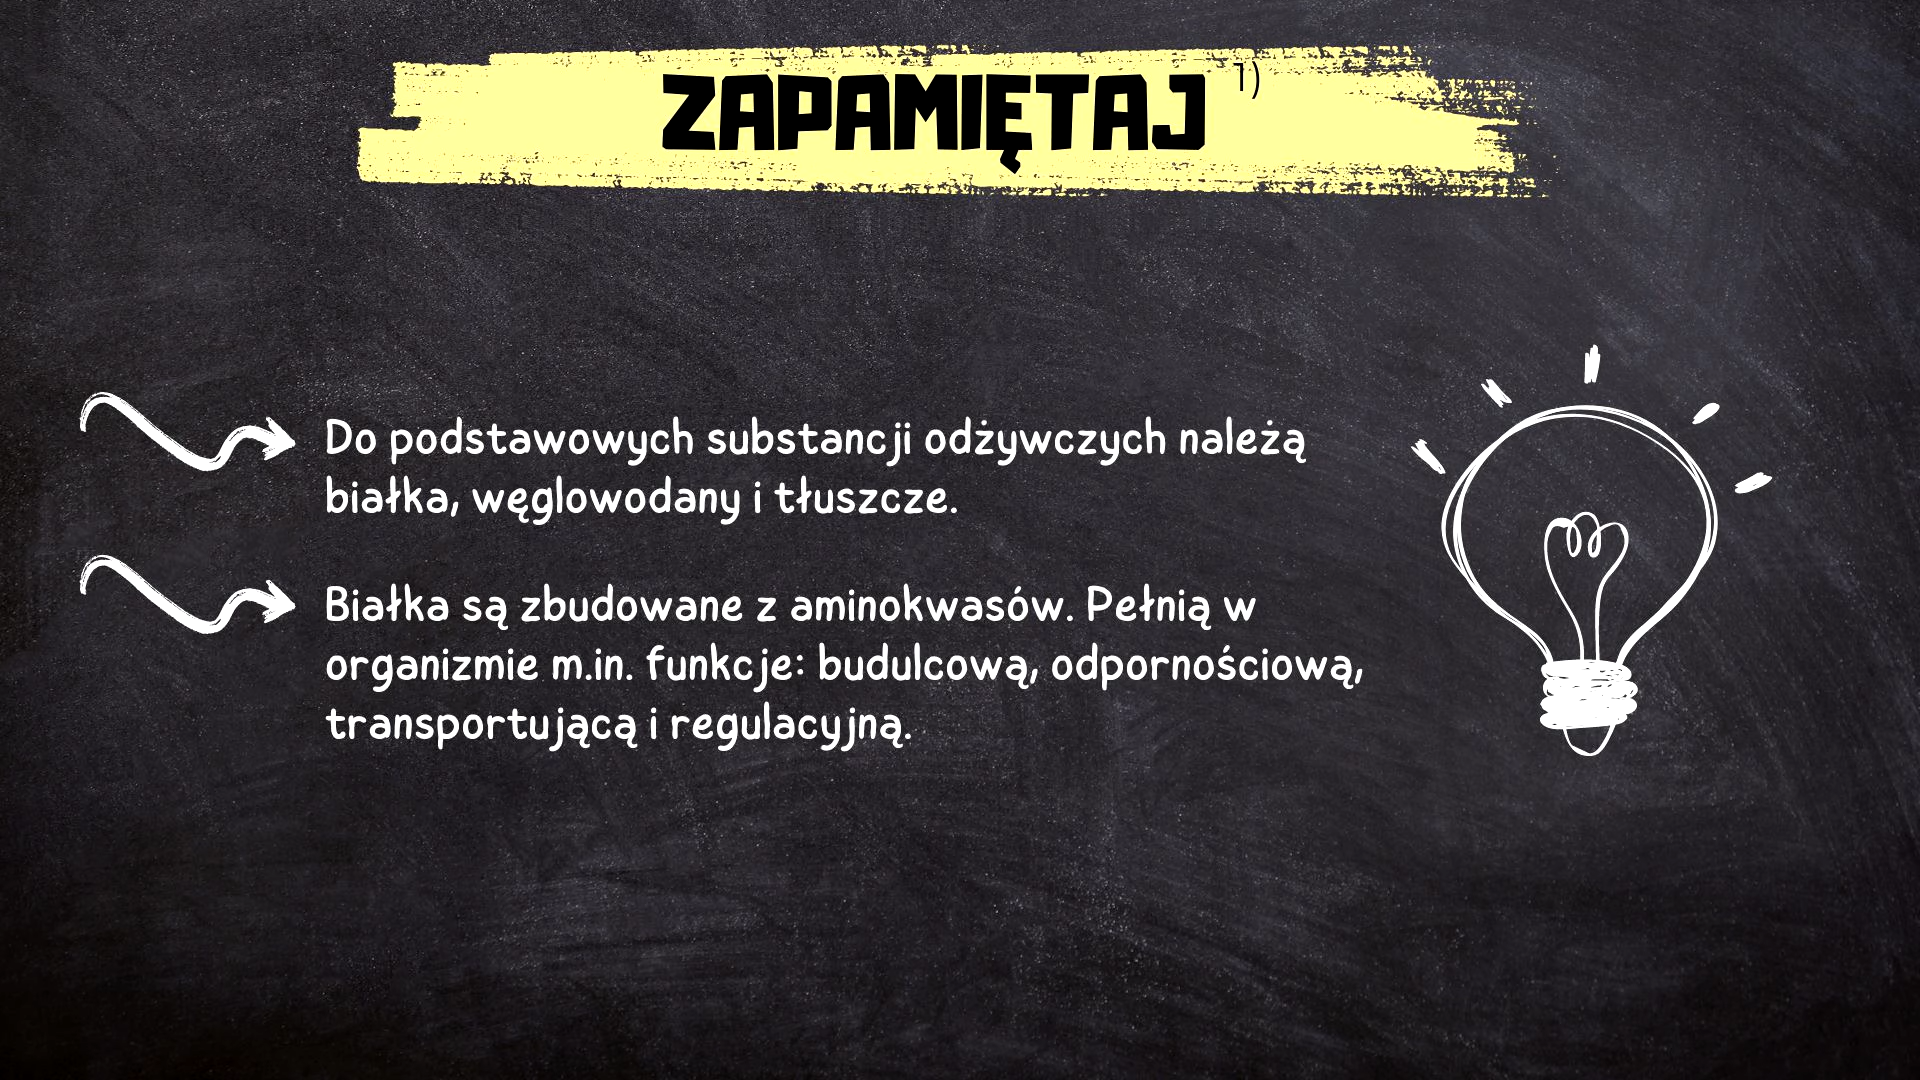 ZAPAMIĘTAJ 1)
Do podstawowych substancji odżywczych należą
białka, węglowodany i tłuszcze.
Białka są zbudowane z aminokwasów. Pełnią w
organizmie m.in. funkcje: budulcową, odpornościową,
transportującą i regulacyjną.